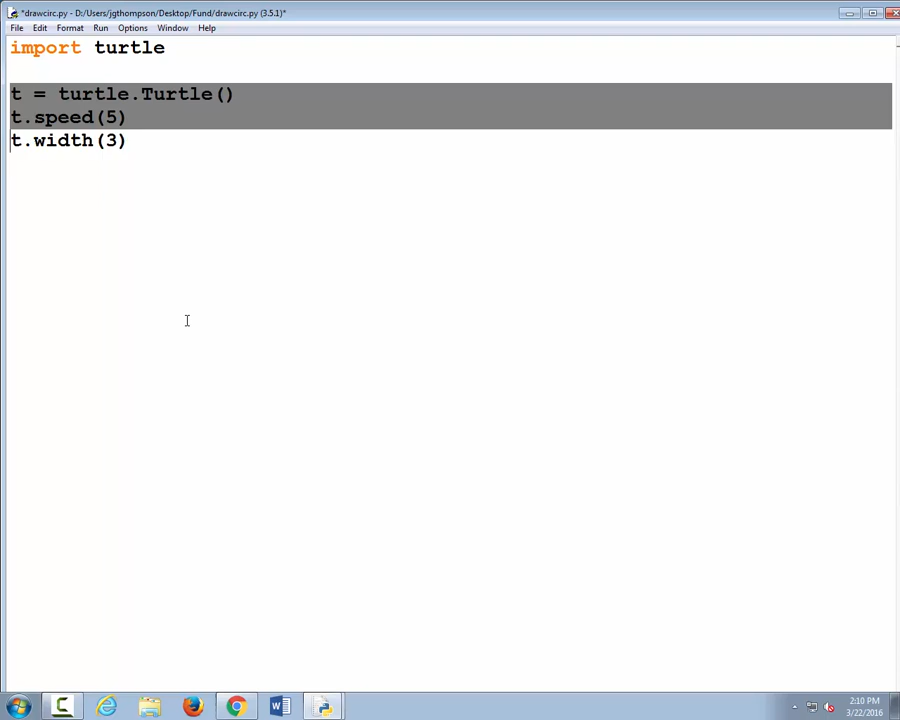 *drawcirc.py - D:/Users/jgthompson/Desktop/Fund/drawcirc.py (3.5.1)*
File Edit Format Run Options Window Help
import turtle
t = turtle.Turtle()
t.speed(5)
t.width(3)
2:10 PM
3/22/2016